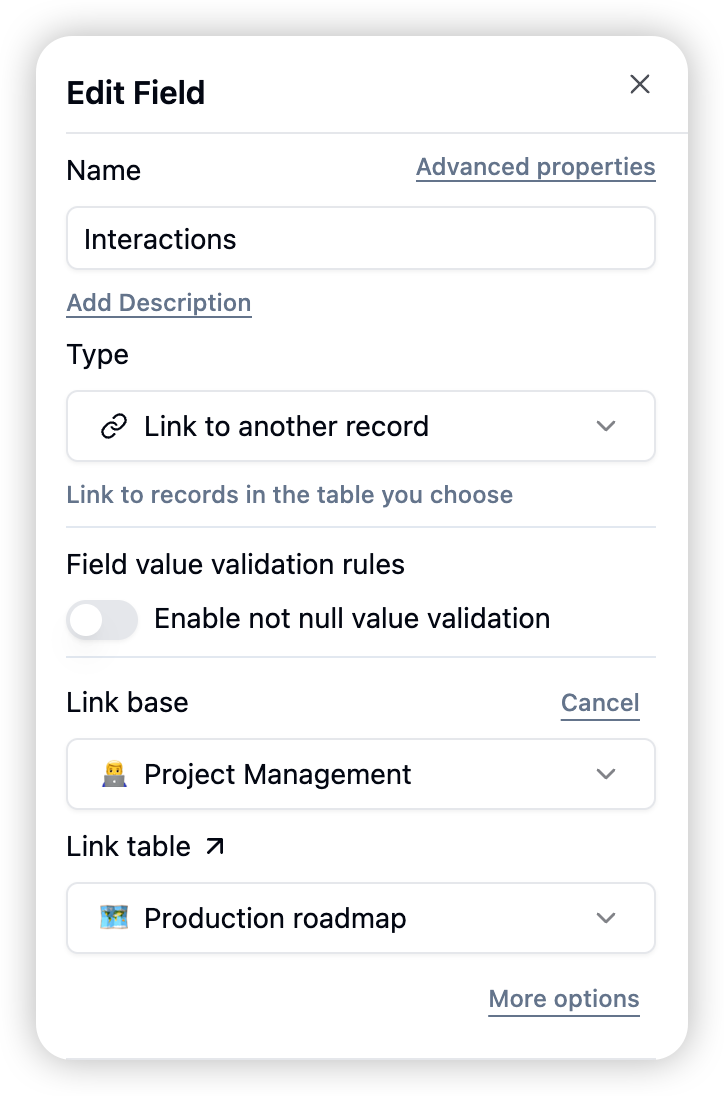 Edit Field
Name
Advanced properties
Interactions
Add Description
Type
Link to another record
Link to records in the table you choose
Field value validation rules
Enable not null value validation
Link base
Cancel
Project Management
Link table
Production roadmap
More options